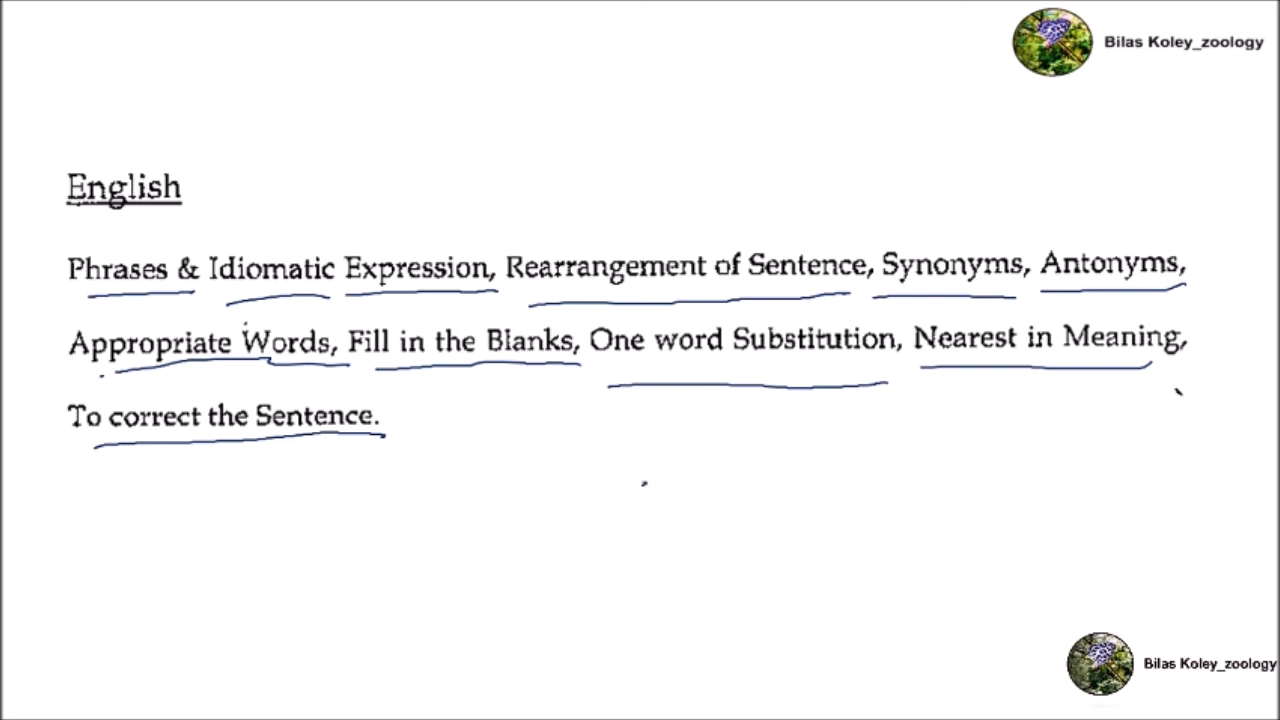 Bilas Koley_zoology
English
Phrases & Idiomatic Expression, Rearrangement of Sentence, Synonyms, Antonyms,
Appropriate Words, Fill in the Blanks, One word Substitution, Nearest in Meaning,
To correct the Sentence.
Bilas Koley_zoology